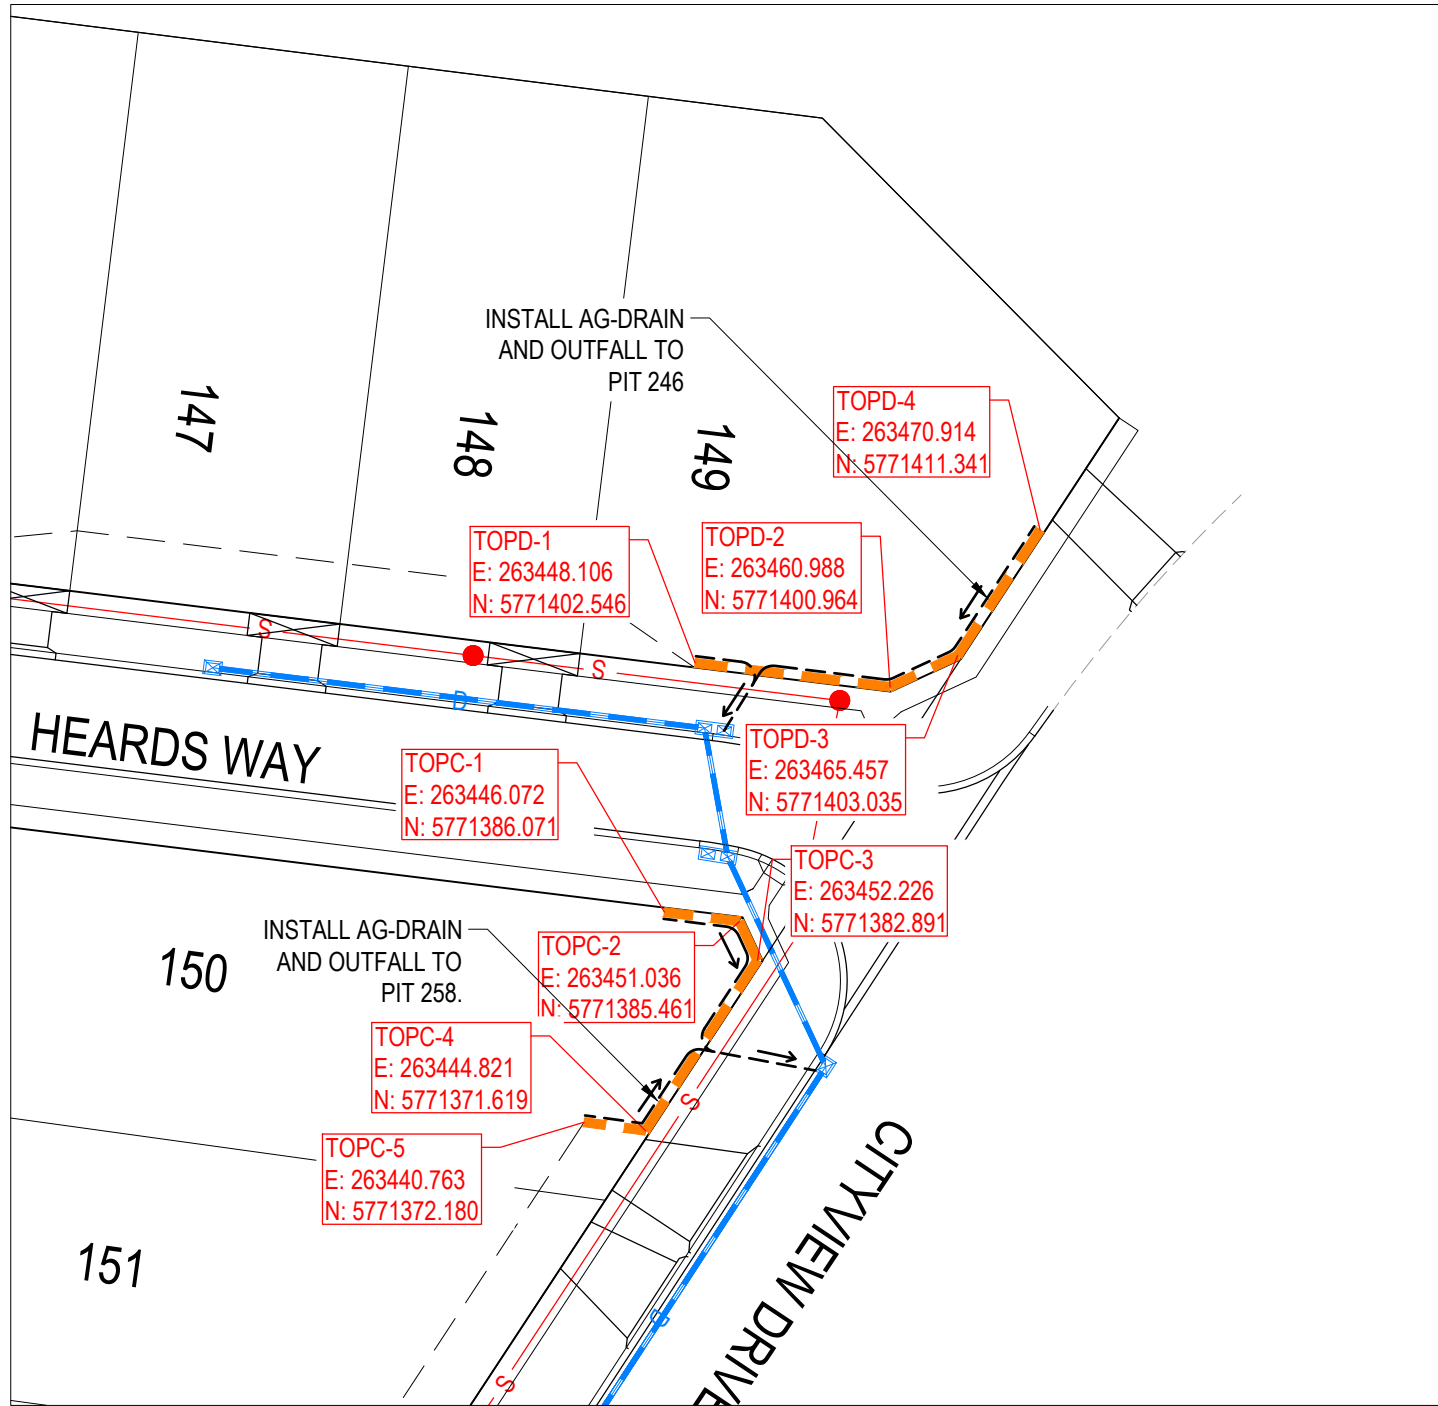 INSTALL AG-DRAIN
AND OUTFALL TO
PIT 246
TOPD-4
E: 263470.914
N: 5771411.341
147
148
149
TOPD-1
E: 263448.106
N: 5771402.546
TOPD-2
E: 263460.988
N: 5771400.964
S
S
D
HEARDS WAY
TOPD-3
E: 263465.457
N: 5771403.035
TOPC-1
E: 263446.072
N: 5771386.071
TOPC-3
E: 263452.226
N: 5771382.891
INSTALL AG-DRAIN
AND OUTFALL TO
PIT 258.
150
TOPC-2
E: 263451.036
N: 5771385.461
TOPC-4
E: 263444.821
N: 5771371.619
S
TOPC-5
E: 263440.763
N: 5771372.180
CITYVIEW DRIVE
151
D
S